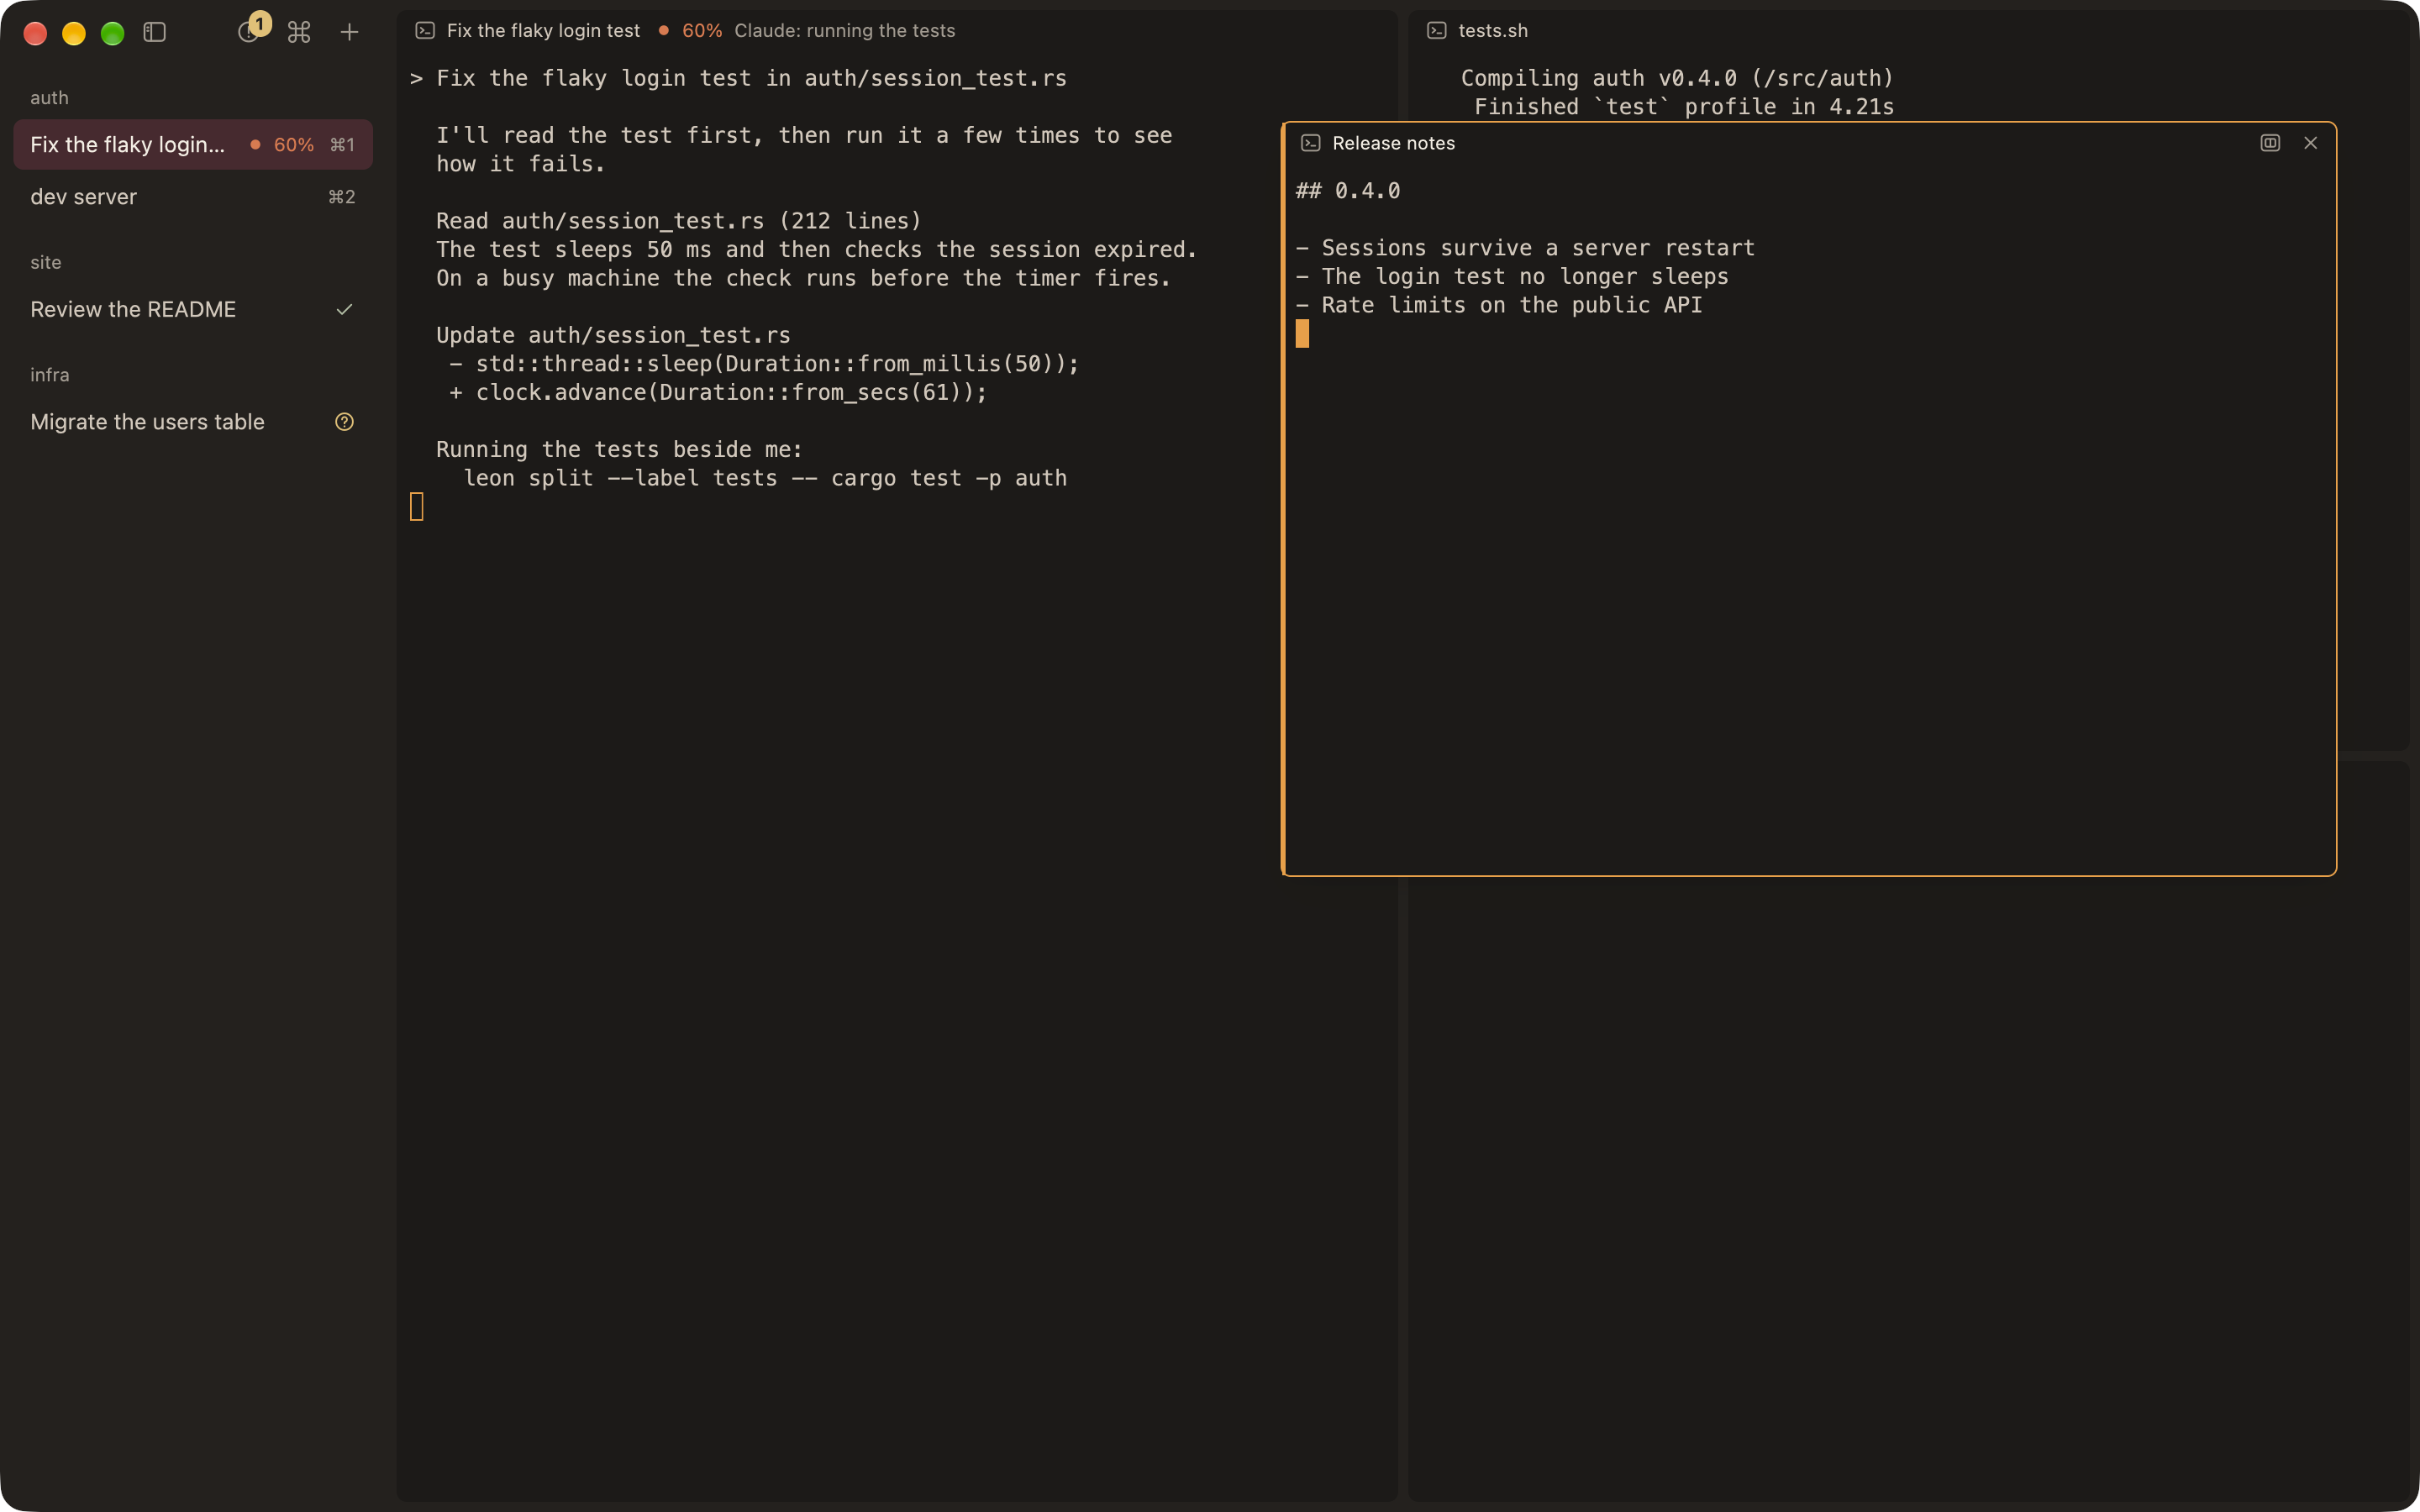 1
auth
Fix the flaky login... 60% ⌘1
dev server ⌘2
site
Review the README
infra
Migrate the users table
Fix the flaky login test 60% Claude: running the tests
> Fix the flaky login test in auth/session_test.rs
I'll read the test first, then run it a few times to see
how it fails.
Read auth/session_test.rs (212 lines)
The test sleeps 50 ms and then checks the session expired.
On a busy machine the check runs before the timer fires.
Update auth/session_test.rs
- std::thread::sleep(Duration::from_millis(50));
+ clock.advance(Duration::from_secs(61));
Running the tests beside me:
leon split --label tests -- cargo test -p auth
tests.sh
Compiling auth v0.4.0 (/src/auth)
Finished `test` profile in 4.21s
Release notes
## 0.4.0
- Sessions survive a server restart
- The login test no longer sleeps
- Rate limits on the public API